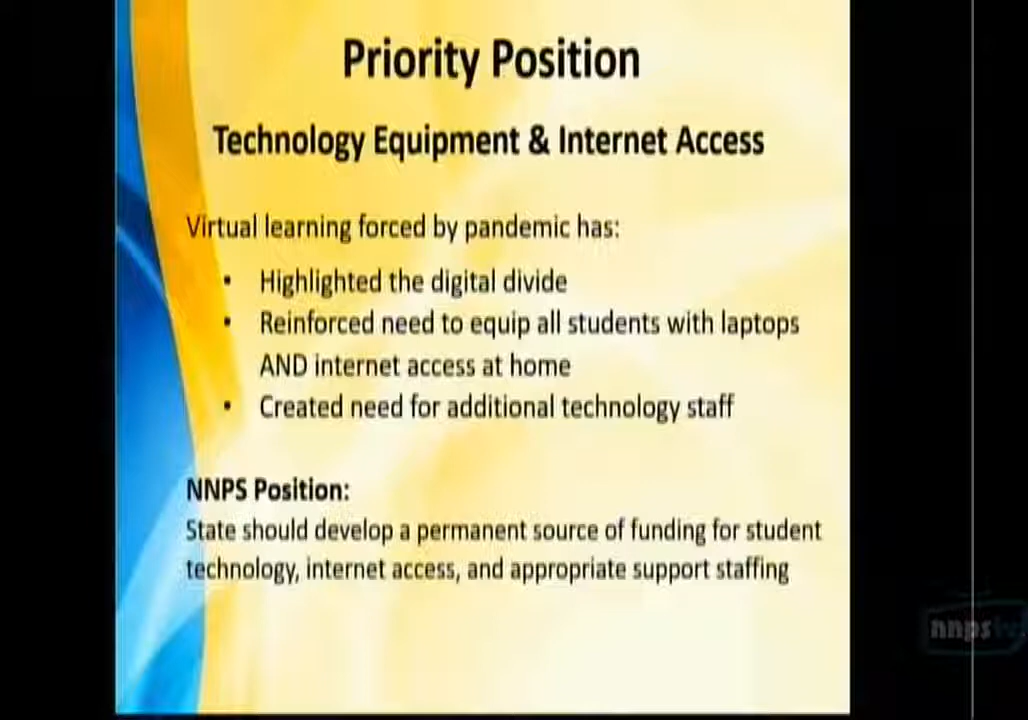 Priority Position
Technology Equipment & Internet Access
Virtual learning forced by pandemic has:
• Highlighted the digital divide
• Reinforced need to equip all students with laptops
AND internet access at home
• Created need for additional technology staff
NNPS Position:
State should develop a permanent source of funding for student
technology, internet access, and appropriate support staffing
nnpstv